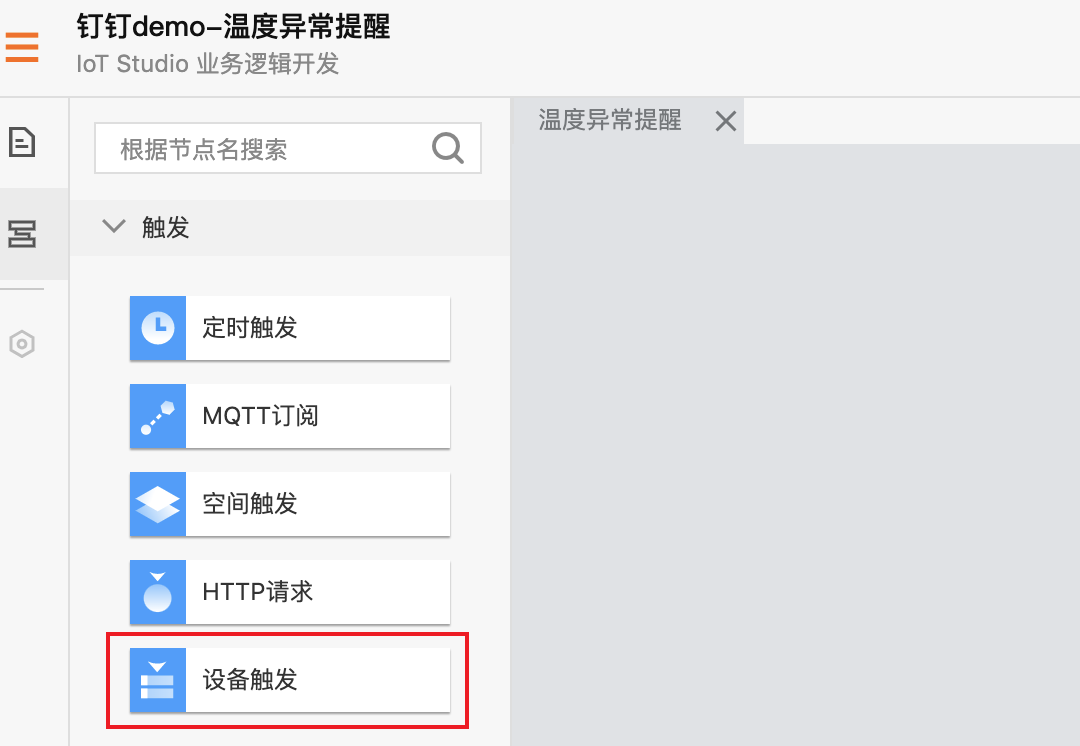 钉钉demo-温度异常提醒
IoT Studio 业务逻辑开发
温度异常提醒
根据节点名搜索
触发
定时触发
MQTT订阅
空间触发
HTTP请求
设备触发